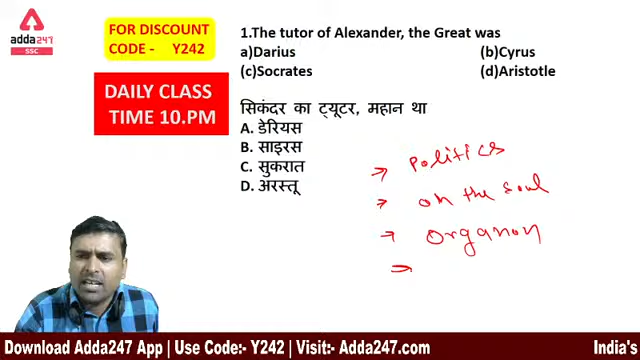 adda247
SSC
FOR DISCOUNT
CODE - Y242
DAILY CLASS
TIME 10.PM
1.The tutor of Alexander, the Great was
a)Darius (b)Cyrus
(c)Socrates (d)Aristotle
सिकंदर का ट्यूटर, महान था
A. डेरियस
B. साइरस
C. सुकरात
D. अरस्तू
→ Politics
→ on the soul
→ Organon
→
Download Adda247 App | Use Code:- Y242 | Visit:- Adda247.com India's